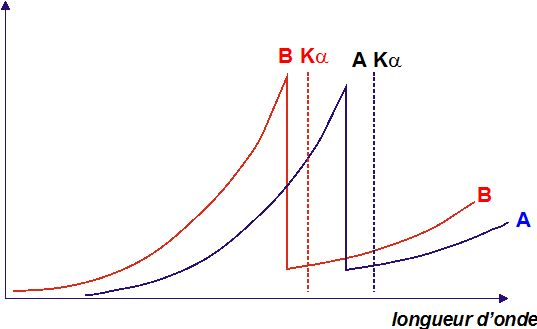 B Kα A Kα
B
A
longueur d'onde